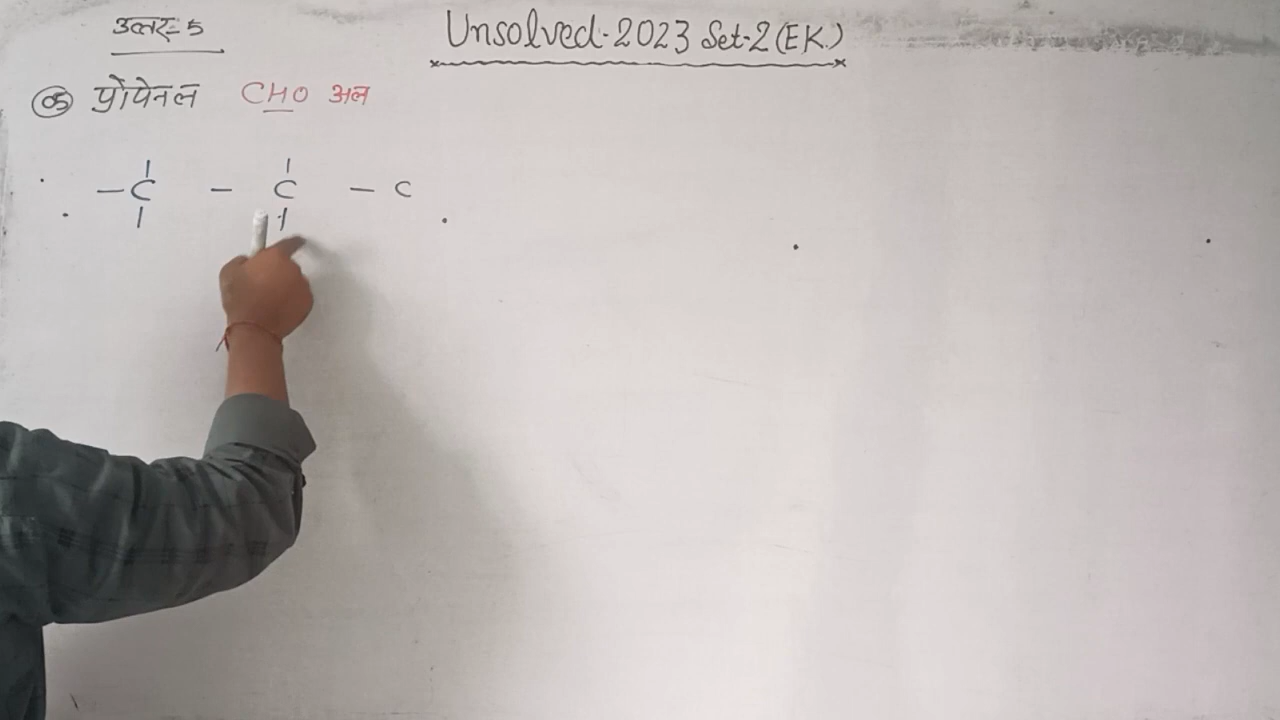 उत्तर:-5
Unsolved-2023 Set-2(EK.)
क प्रोपेनल CHO अल
-C - C - C